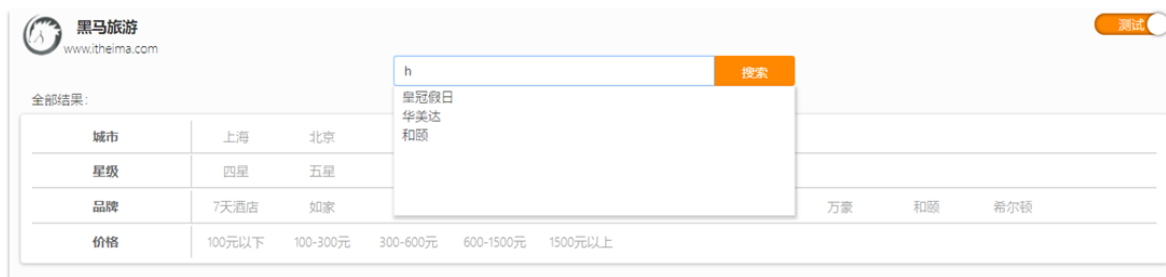 黑马旅游
www.itheima.com
测试
h
搜索
皇冠假日
华美达
和颐
全部结果:
城市 上海 北京
星级 四星 五星
品牌 7天酒店 如家 万豪 和颐 希尔顿
价格 100元以下 100-300元 300-600元 600-1500元 1500元以上